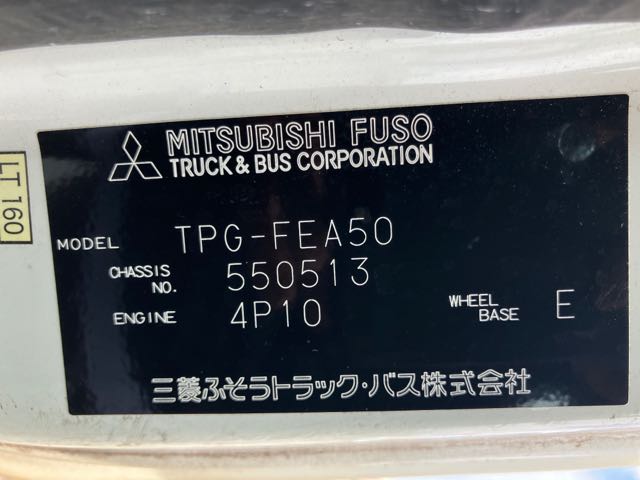 MITSUBISHI FUSO
TRUCK & BUS CORPORATION
LT 160
MODEL TPG-FEA50
CHASSIS NO. 550513
ENGINE 4P10 WHEEL BASE E
三菱ふそうトラック・バス株式会社